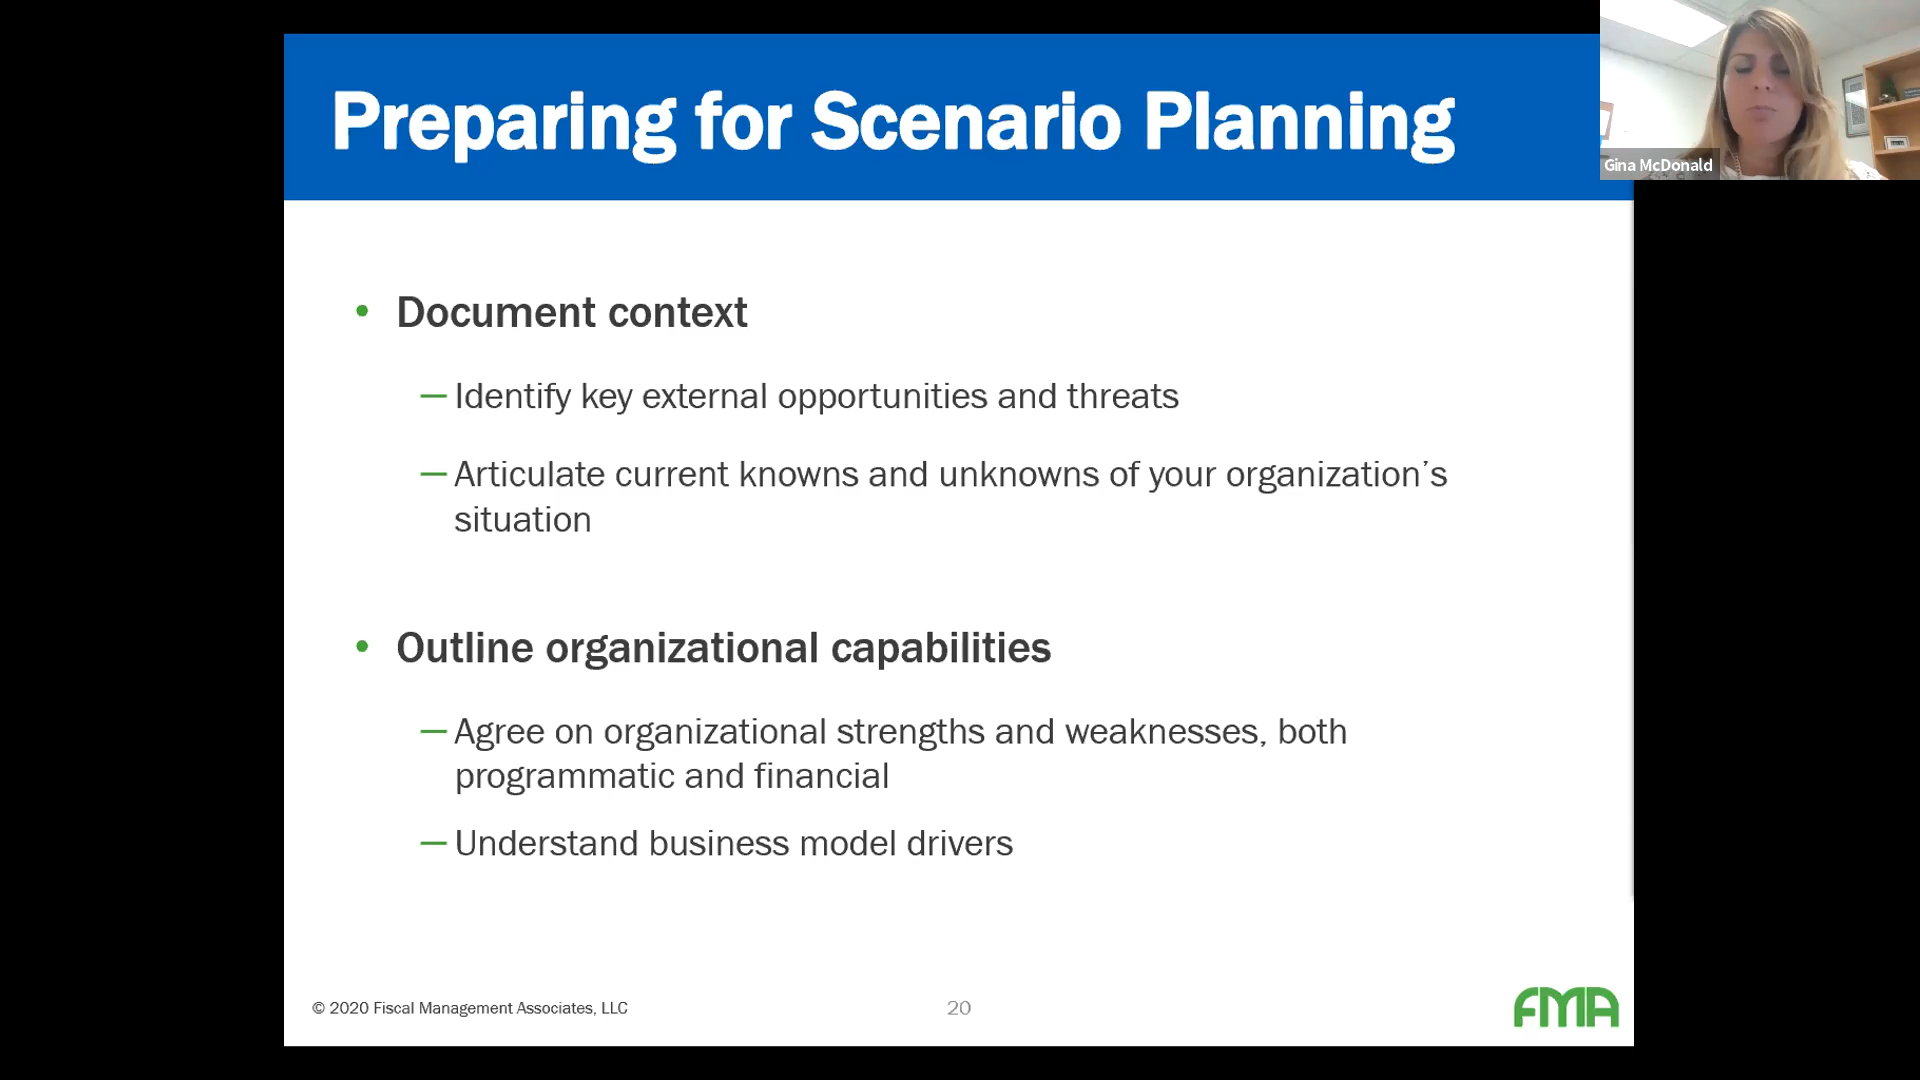 Preparing for Scenario Planning
Gina McDonald
• Document context
— Identify key external opportunities and threats
— Articulate current knowns and unknowns of your organization’s
situation
• Outline organizational capabilities
— Agree on organizational strengths and weaknesses, both
programmatic and financial
— Understand business model drivers
© 2020 Fiscal Management Associates, LLC
20
FMA